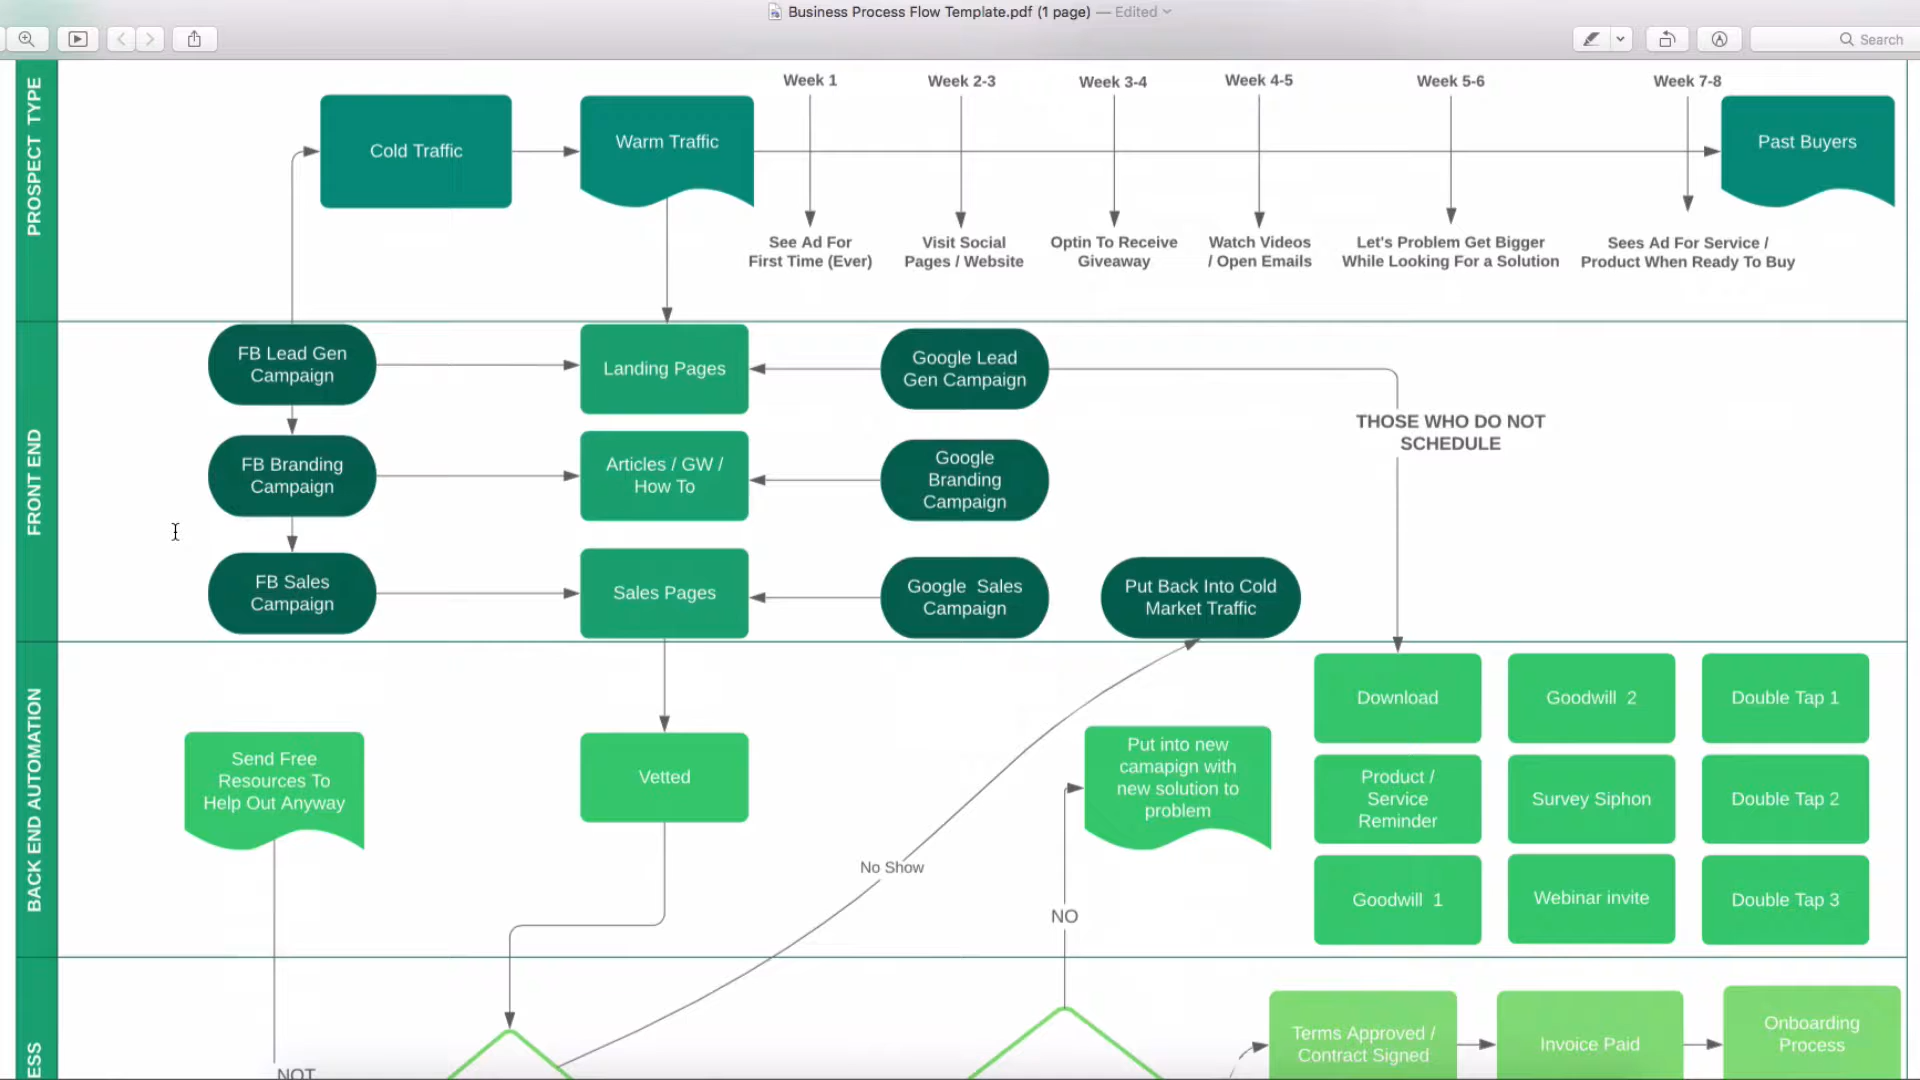 Business Process Flow Template.pdf (1 page) — Edited
Search
PROSPECT TYPE
Week 1
Week 2-3
Week 3-4
Week 4-5
Week 5-6
Week 7-8
Cold Traffic
Warm Traffic
Past Buyers
See Ad For
First Time (Ever)
Visit Social
Pages / Website
Optin To Receive
Giveaway
Watch Videos
/ Open Emails
Let's Problem Get Bigger
While Looking For a Solution
Sees Ad For Service /
Product When Ready To Buy
FRONT END
FB Lead Gen
Campaign
Landing Pages
Google Lead
Gen Campaign
THOSE WHO DO NOT
SCHEDULE
FB Branding
Campaign
Articles / GW /
How To
Google
Branding
Campaign
FB Sales
Campaign
Sales Pages
Google Sales
Campaign
Put Back Into Cold
Market Traffic
BACK END AUTOMATION
Send Free
Resources To
Help Out Anyway
Vetted
No Show
Put into new
camapign with
new solution to
problem
NO
Download
Goodwill 2
Double Tap 1
Product /
Service
Reminder
Survey Siphon
Double Tap 2
Goodwill 1
Webinar invite
Double Tap 3
ESS
NOT
Terms Approved /
Contract Signed
Invoice Paid
Onboarding
Process